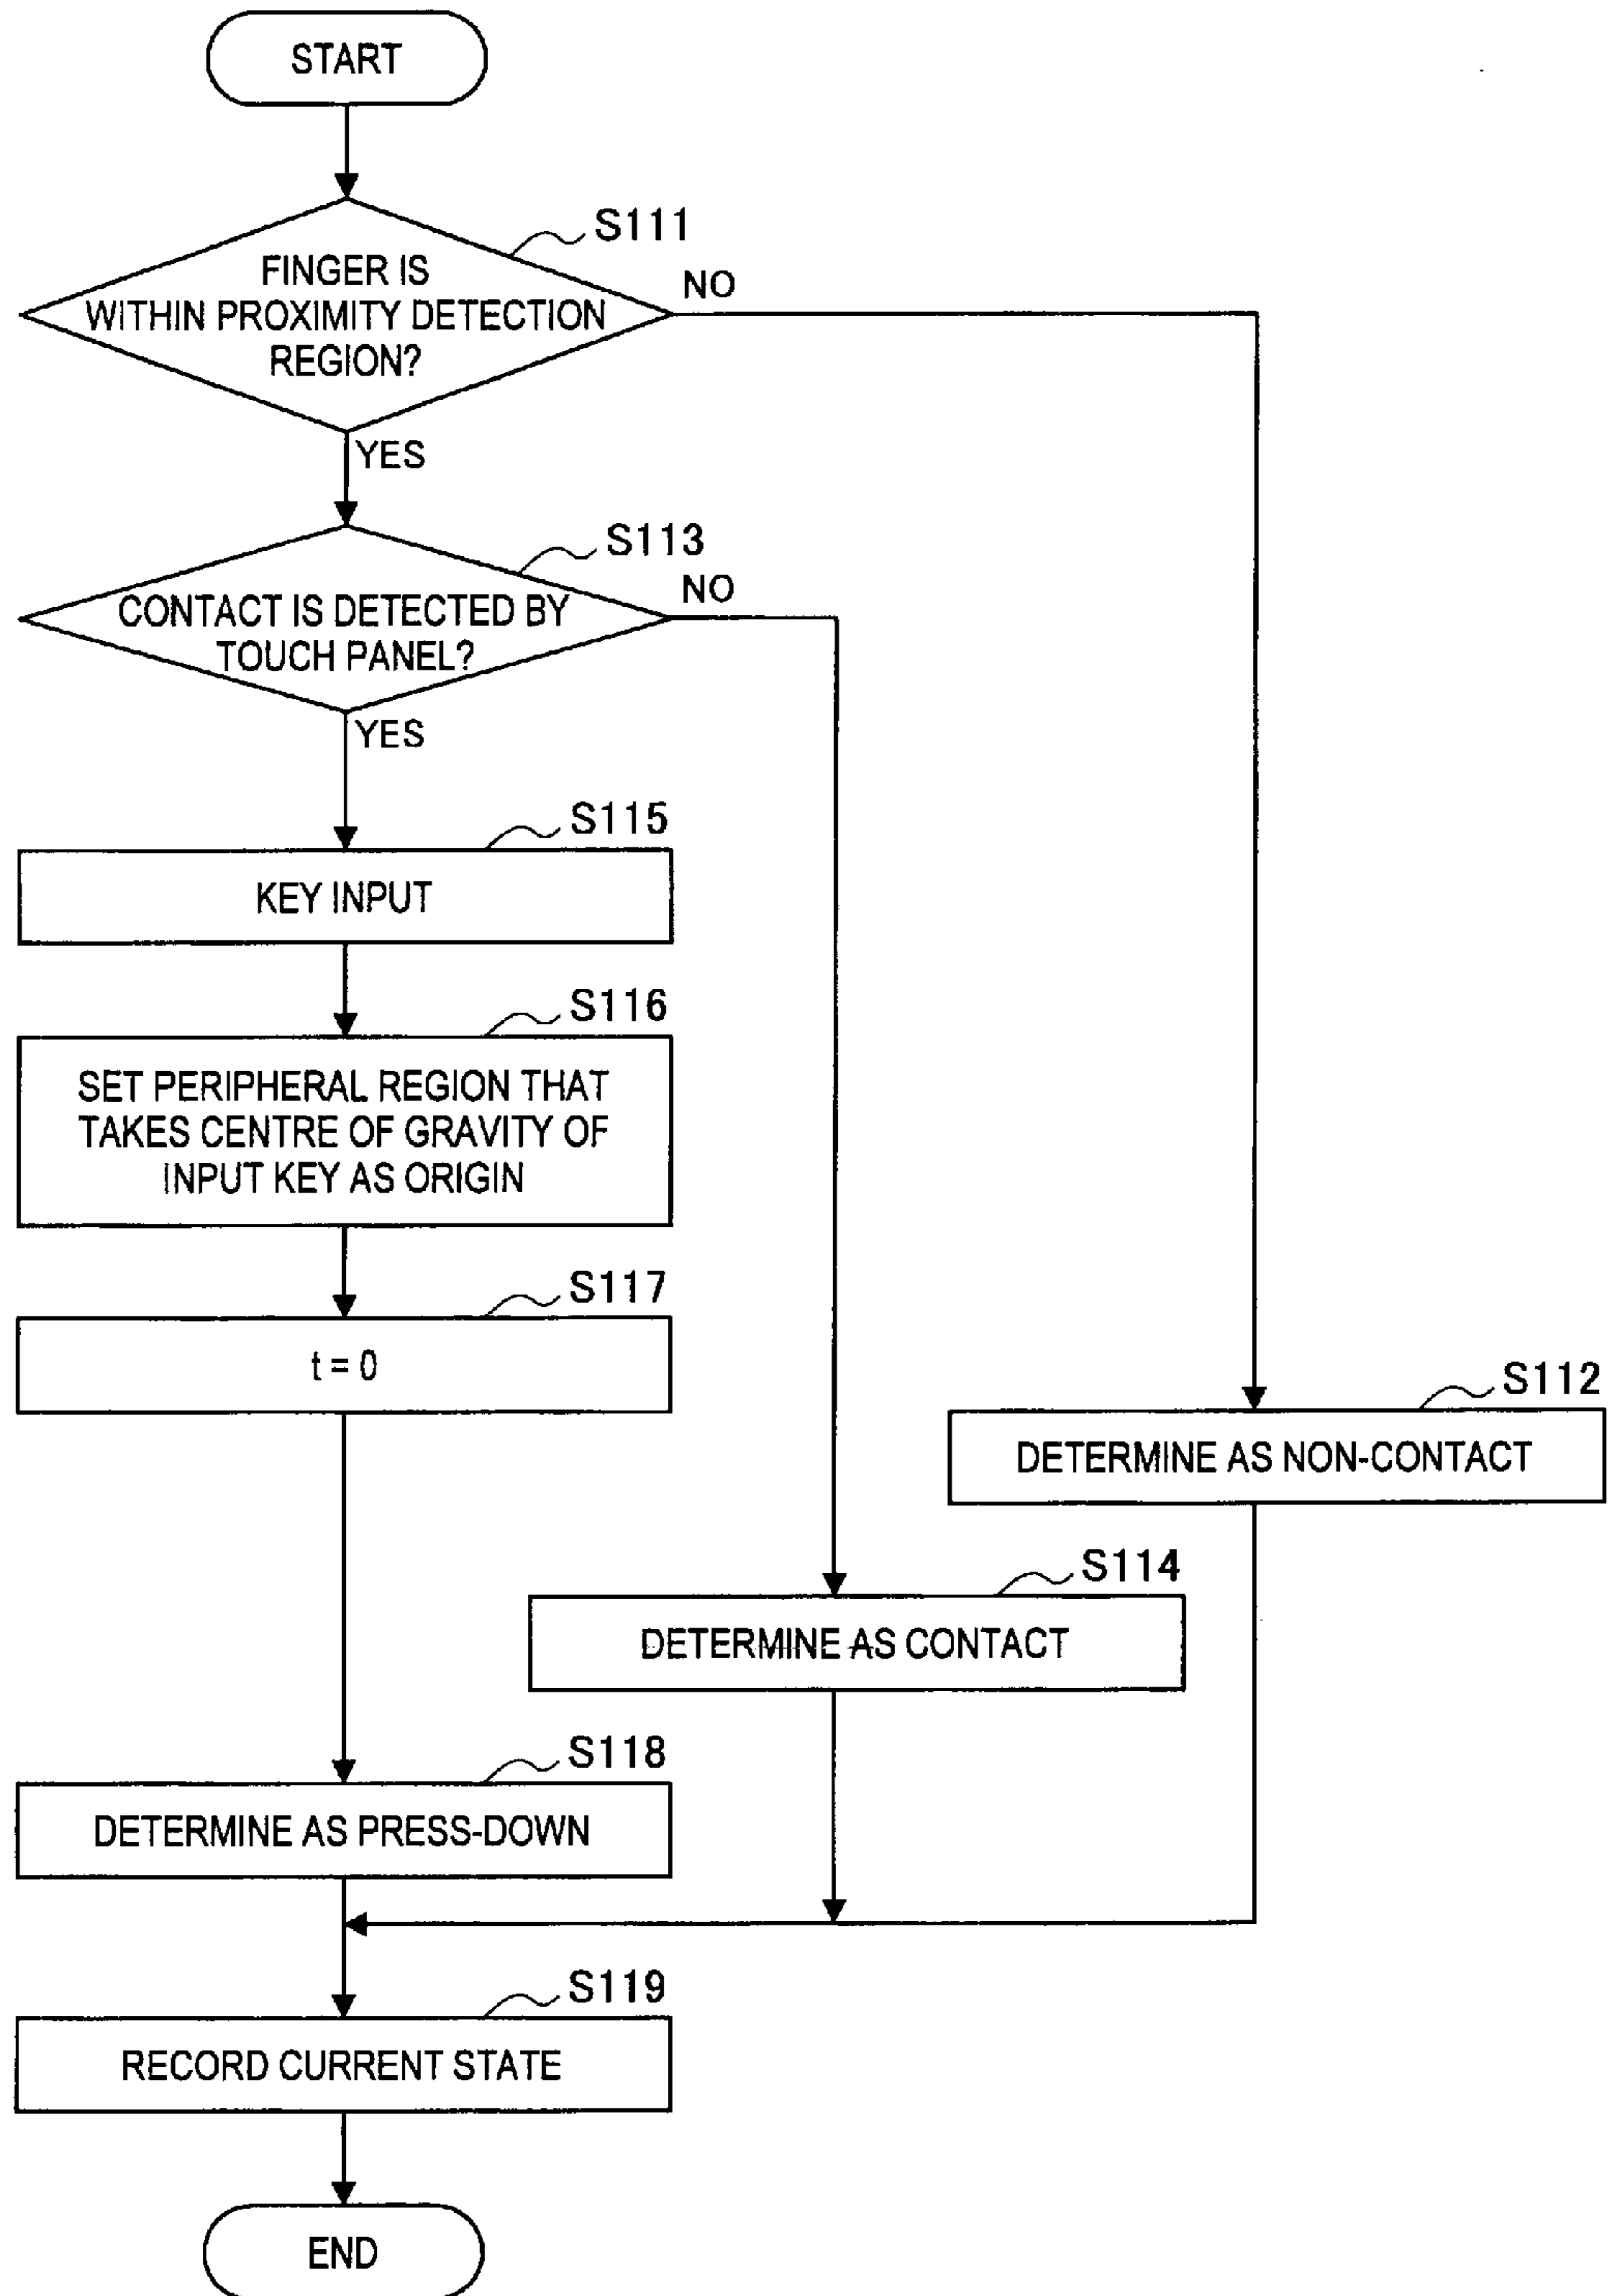 START
S111
FINGER IS
WITHIN PROXIMITY DETECTION
REGION?
NO
YES
S113
CONTACT IS DETECTED BY
TOUCH PANEL?
NO
YES
S115
KEY INPUT
S116
SET PERIPHERAL REGION THAT
TAKES CENTRE OF GRAVITY OF
INPUT KEY AS ORIGIN
S117
t = 0
S112
DETERMINE AS NON-CONTACT
S114
DETERMINE AS CONTACT
S118
DETERMINE AS PRESS-DOWN
S119
RECORD CURRENT STATE
END